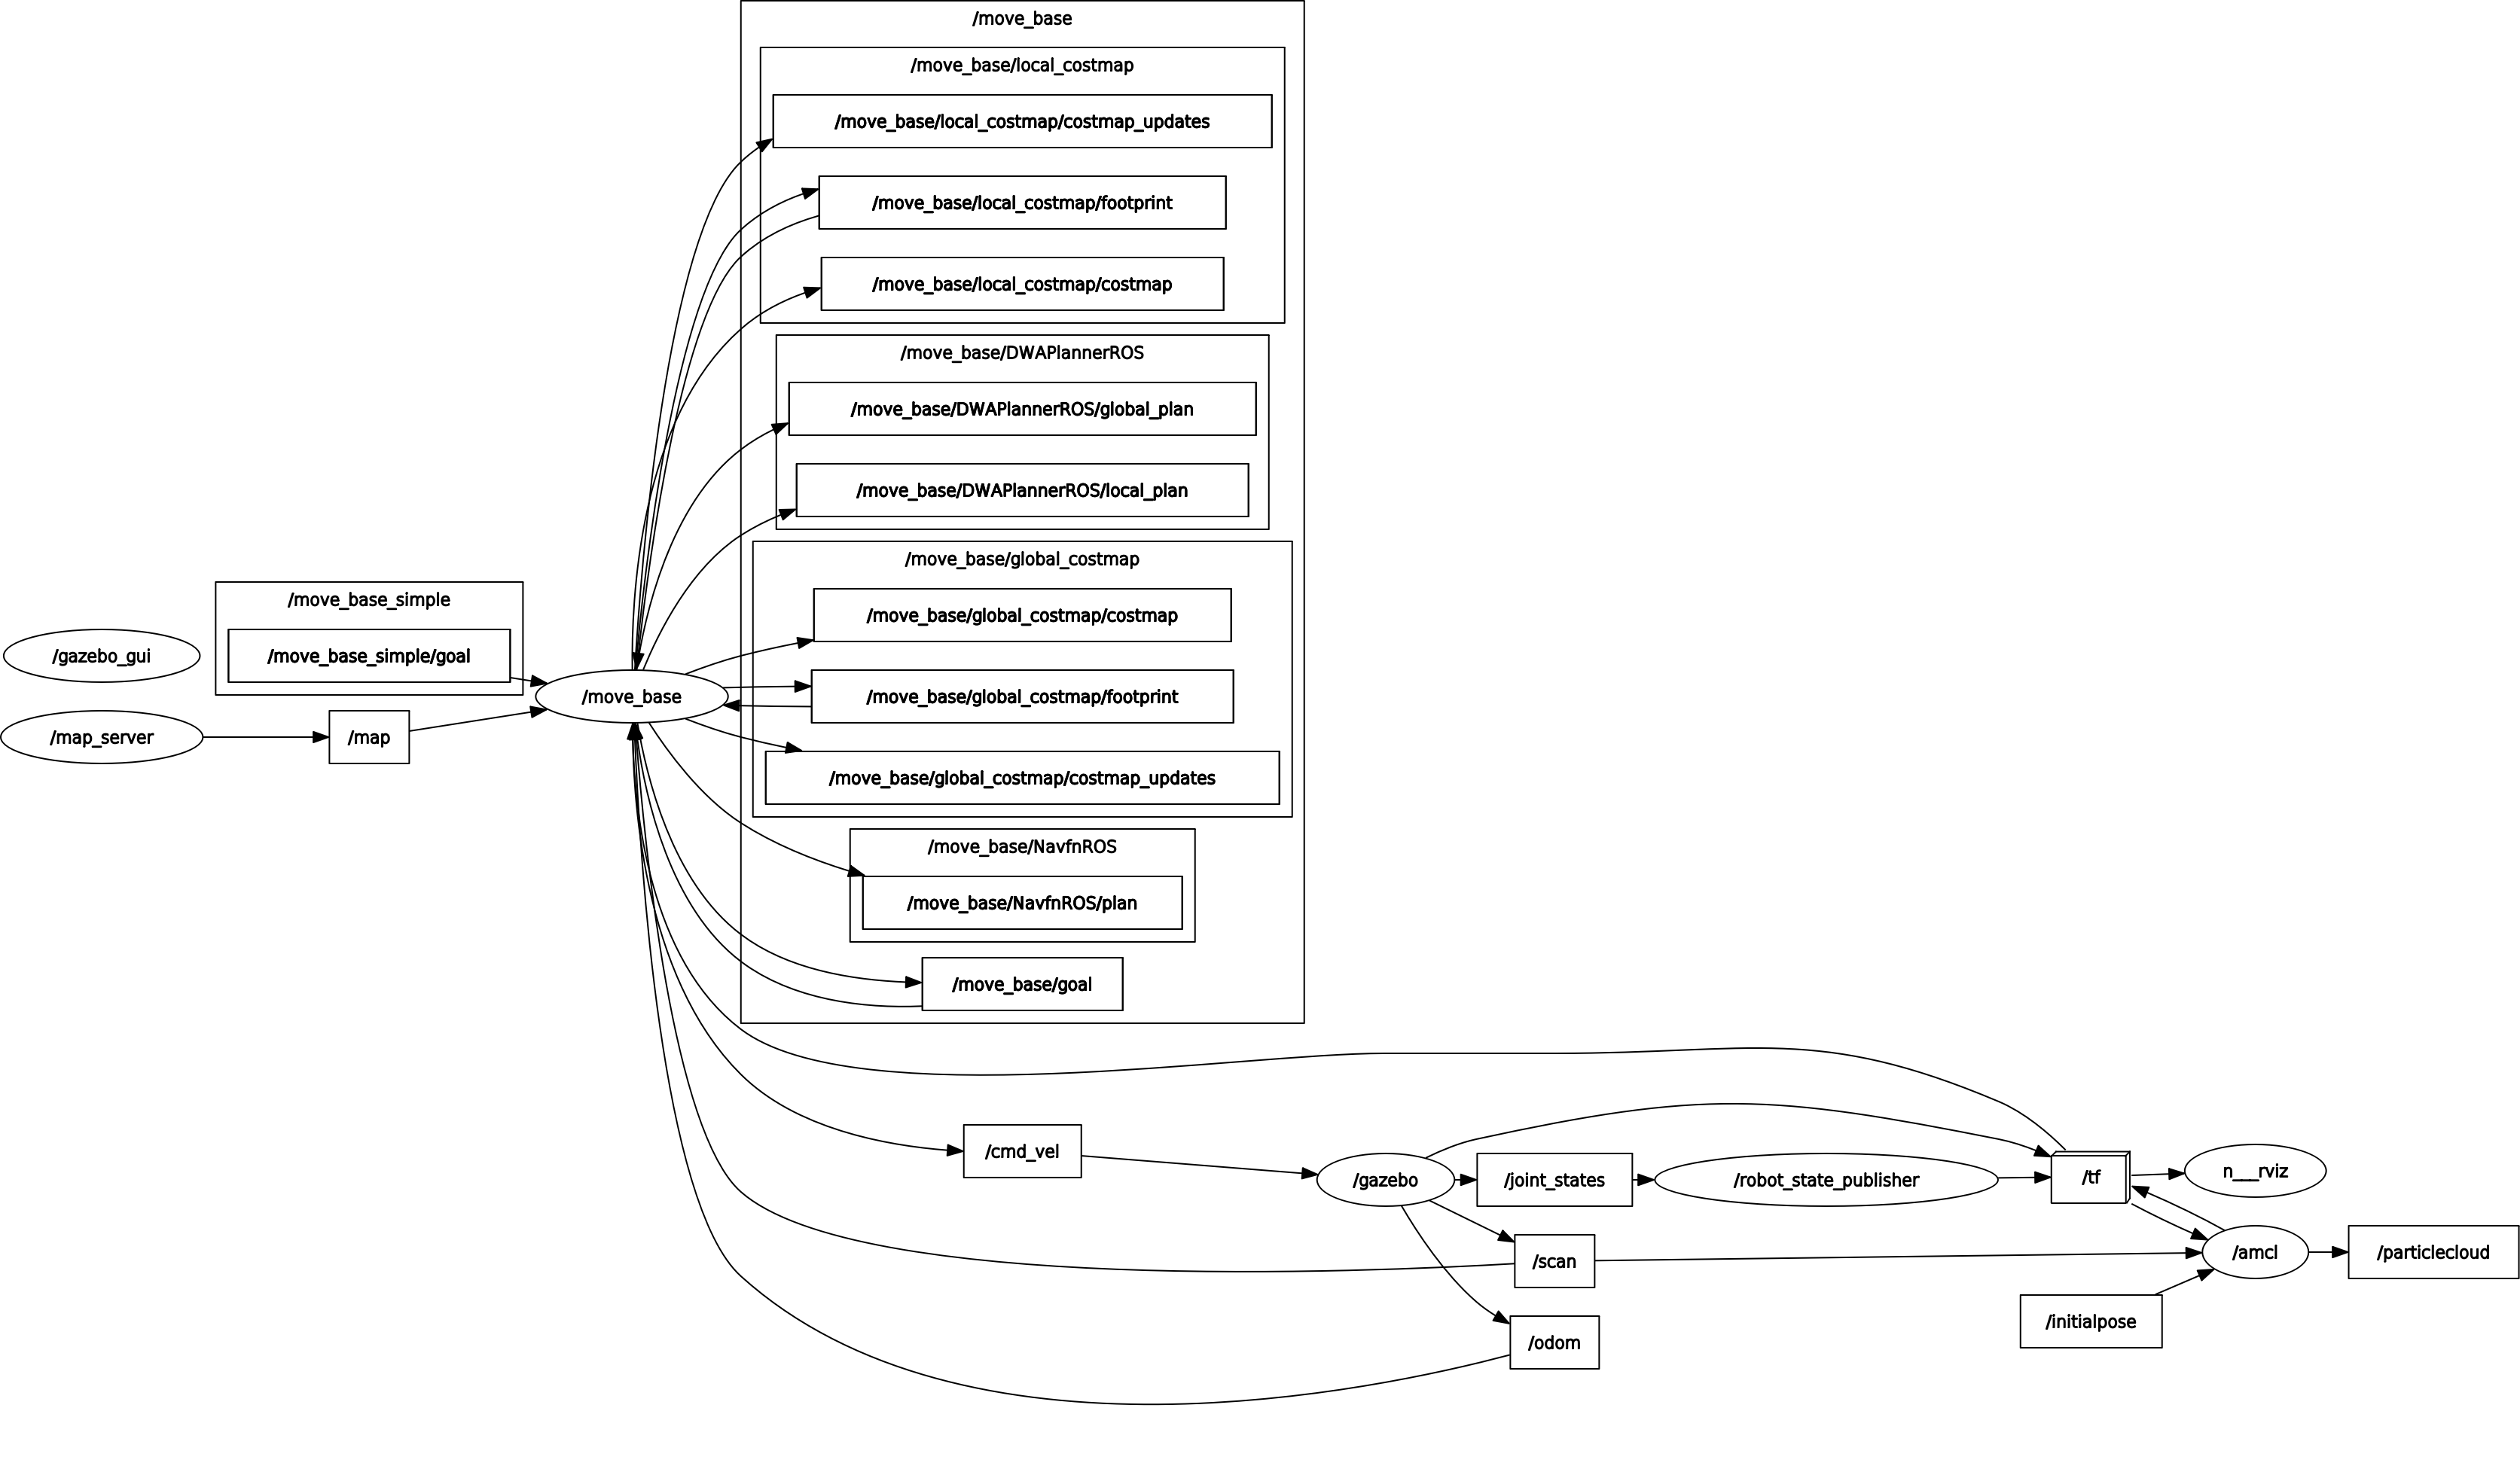 /move_base
/move_base/local_costmap
/move_base/local_costmap/costmap_updates
/move_base/local_costmap/footprint
/move_base/local_costmap/costmap
/move_base/DWAPlannerROS
/move_base/DWAPlannerROS/global_plan
/move_base/DWAPlannerROS/local_plan
/move_base/global_costmap
/move_base/global_costmap/costmap
/move_base/global_costmap/footprint
/move_base/global_costmap/costmap_updates
/move_base/NavfnROS
/move_base/NavfnROS/plan
/move_base/goal
/move_base_simple
/move_base_simple/goal
/gazebo_gui
/map_server
/map
/move_base
/cmd_vel
/gazebo
/joint_states
/robot_state_publisher
/tf
n___rviz
/scan
/amcl
/particlecloud
/initialpose
/odom